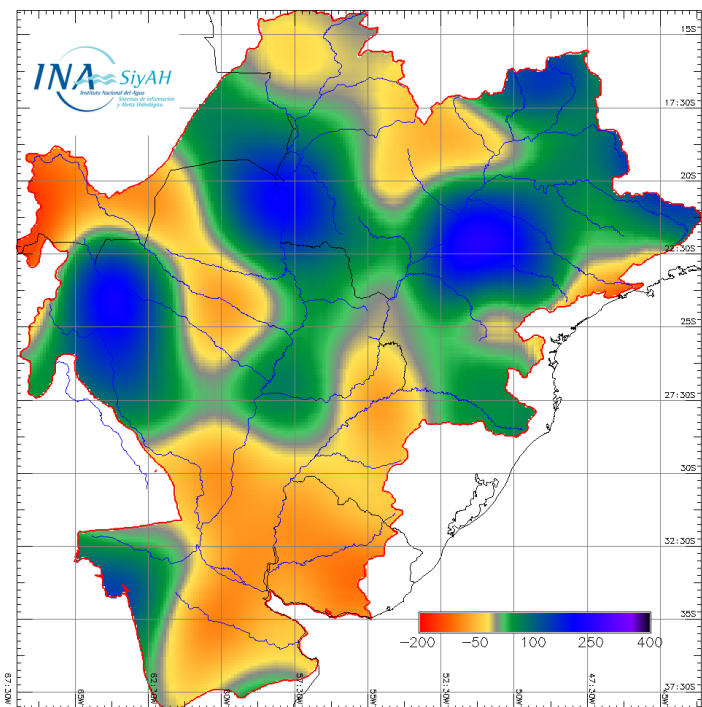 INA SiyAH
Instituto Nacional del Agua
Sistemas de Información
y Alerta Hidrológico
15S
17:30S
20S
22:30S
25S
27:30S
30S
32:30S
35S
37:30S
-200 -50 100 250 400
67:30W 65W 62:30W 60W 57:30W 55W 52:30W 50W 47:30W 45W